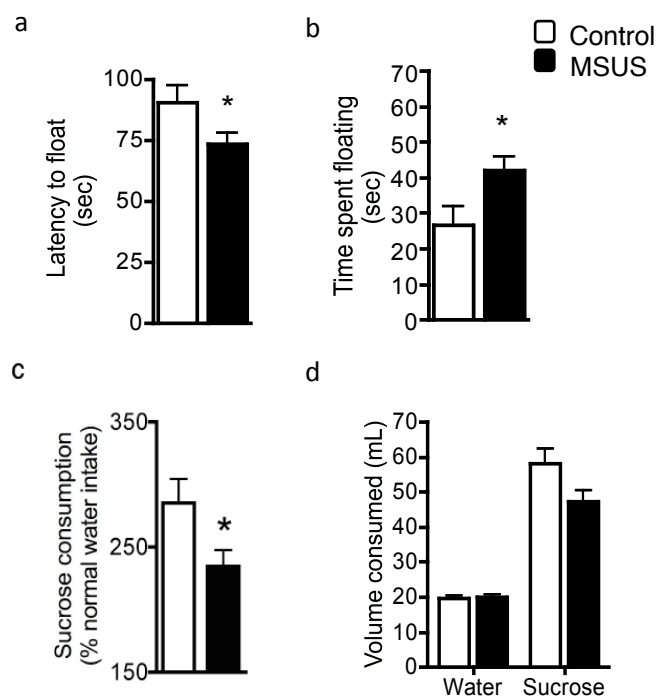 a
100
75
50
25
0
Latency to float
(sec)
*
b
70
60
50
40
30
20
10
0
Time spent floating
(sec)
*
Control
MSUS
c
350
250
150
Sucrose consumption
(% normal water intake)
*
d
70
60
50
40
30
20
10
0
Volume consumed (mL)
Water Sucrose